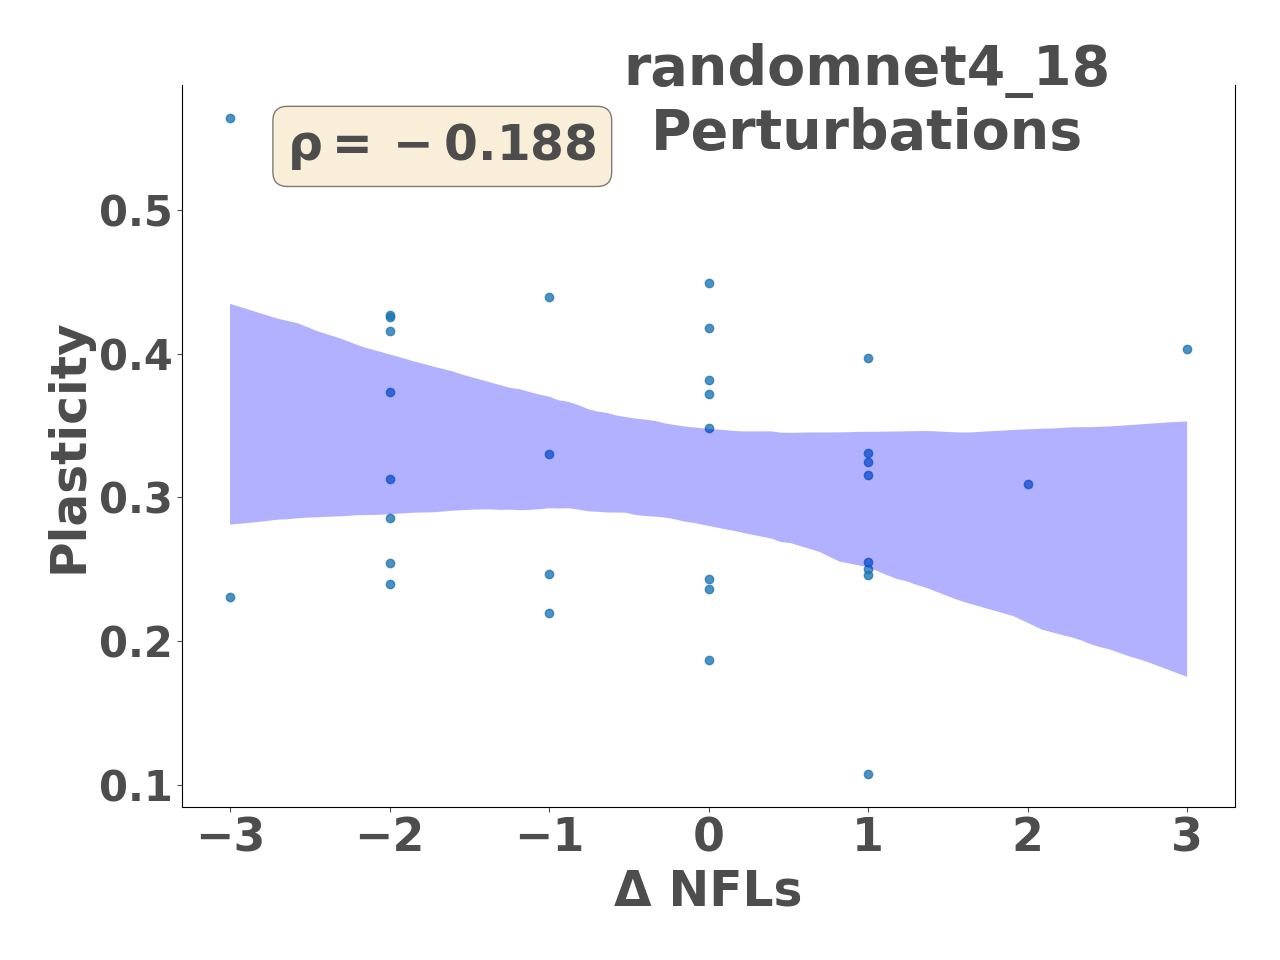 randomnet4_18
Perturbations
ρ = − 0.188
Plasticity
0.5
0.4
0.3
0.2
0.1
−3 −2 −1 0 1 2 3
Δ NFLs